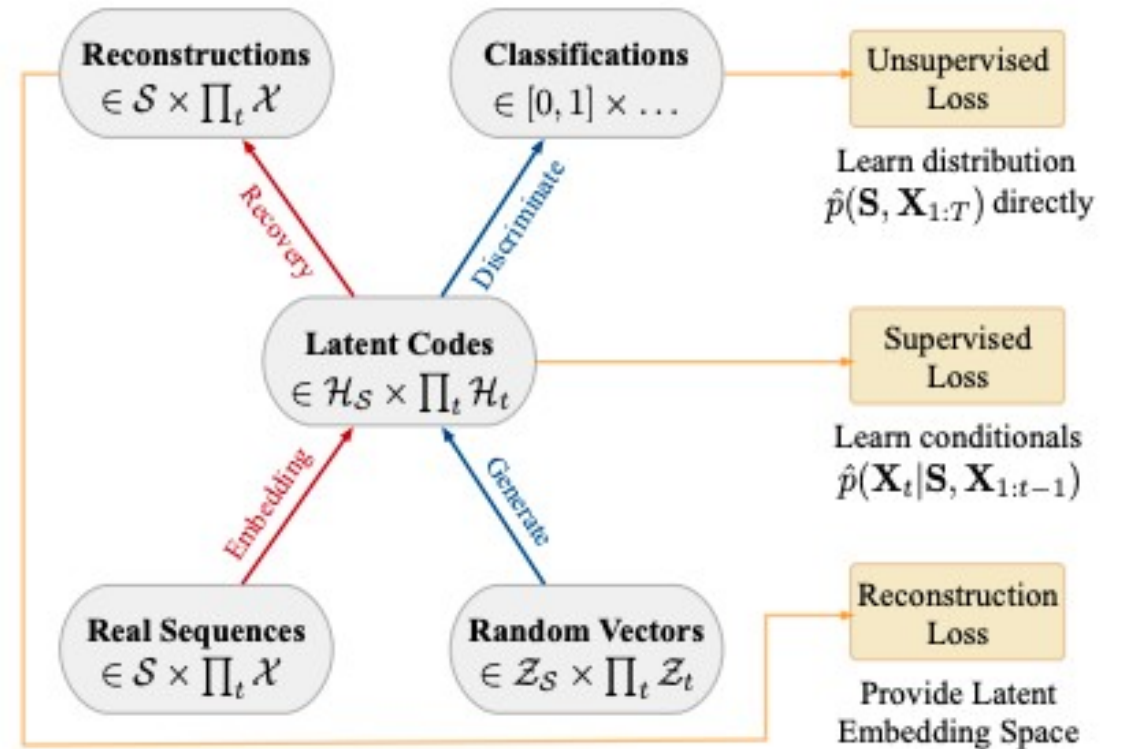 Reconstructions
∈ 𝒮 × ∏ₜ 𝒳
Classifications
∈ [0, 1] × …
Unsupervised
Loss
Learn distribution
p̂(S, X₁:T) directly
Recovery
Discriminate
Latent Codes
∈ ℋ𝒮 × ∏ₜ ℋₜ
Supervised
Loss
Learn conditionals
p̂(Xₜ|S, X₁:ₜ₋₁)
Embedding
Generate
Real Sequences
∈ 𝒮 × ∏ₜ 𝒳
Random Vectors
∈ 𝒵𝒮 × ∏ₜ 𝒵ₜ
Reconstruction
Loss
Provide Latent
Embedding Space